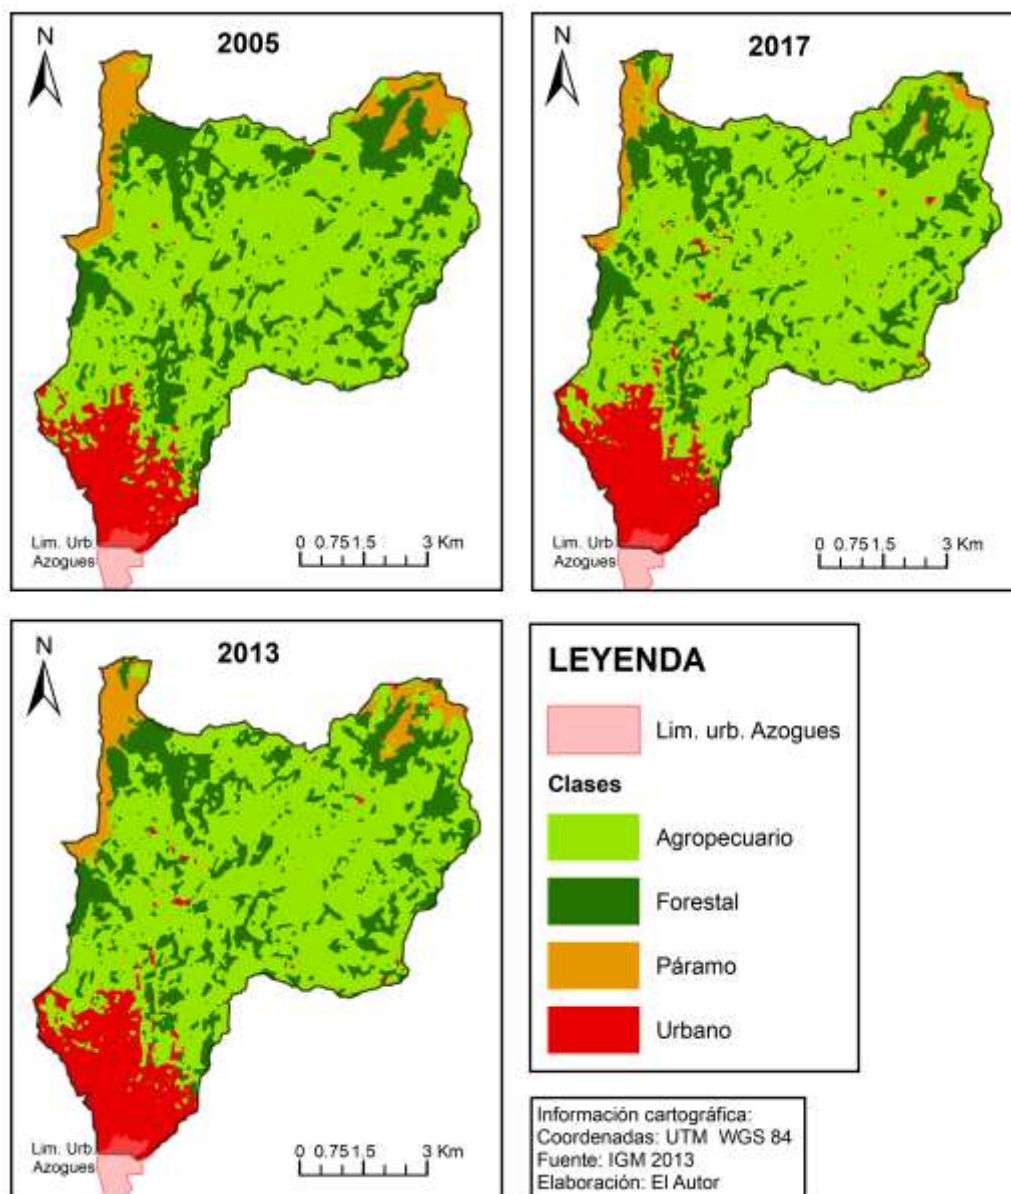 N
2005
Lim. Urb.
Azogues
0 0.75 1.5 3 Km
N
2017
Lim. Urb.
Azogues
0 0.75 1.5 3 Km
N
2013
Lim. Urb.
Azogues
0 0.75 1.5 3 Km
LEYENDA
Lim. urb. Azogues
Clases
Agropecuario
Forestal
Páramo
Urbano
Información cartográfica:
Coordenadas: UTM WGS 84
Fuente: IGM 2013
Elaboración: El Autor